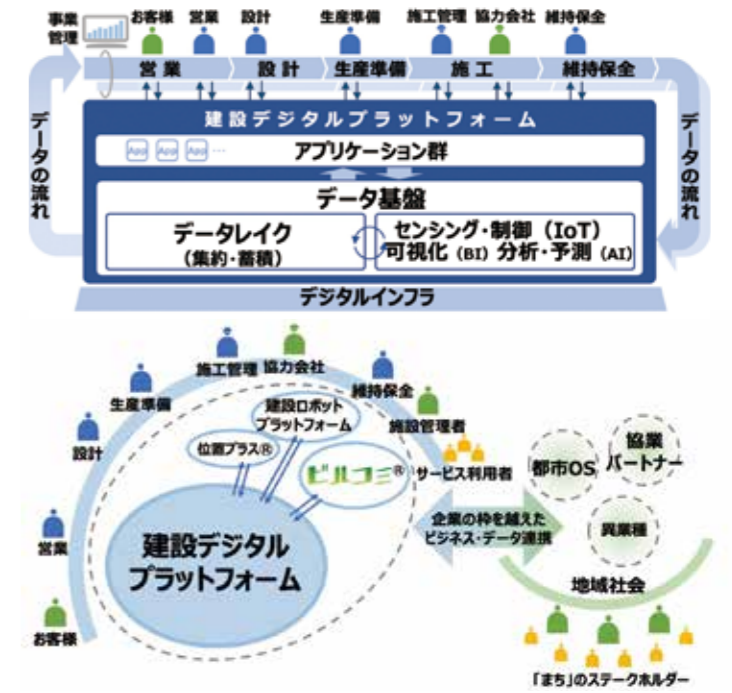 事業
管理
お客様
営業
設計
生産準備
施工管理
協力会社
維持保全
営業
設計
生産準備
施工
維持保全
データの流れ
データの流れ
建設デジタルプラットフォーム
App App App …
アプリケーション群
データ基盤
データレイク
(集約・蓄積)
センシング・制御 (IoT)
可視化 (BI) 分析・予測 (AI)
デジタルインフラ
施工管理
協力会社
生産準備
維持保全
設計
施設管理者
営業
サービス利用者
お客様
建設ロボット
プラットフォーム
位置プラス®
ビルコミ®
建設デジタル
プラットフォーム
企業の枠を越えた
ビジネス・データ連携
都市OS
協業
パートナー
異業種
地域社会
「まち」のステークホルダー